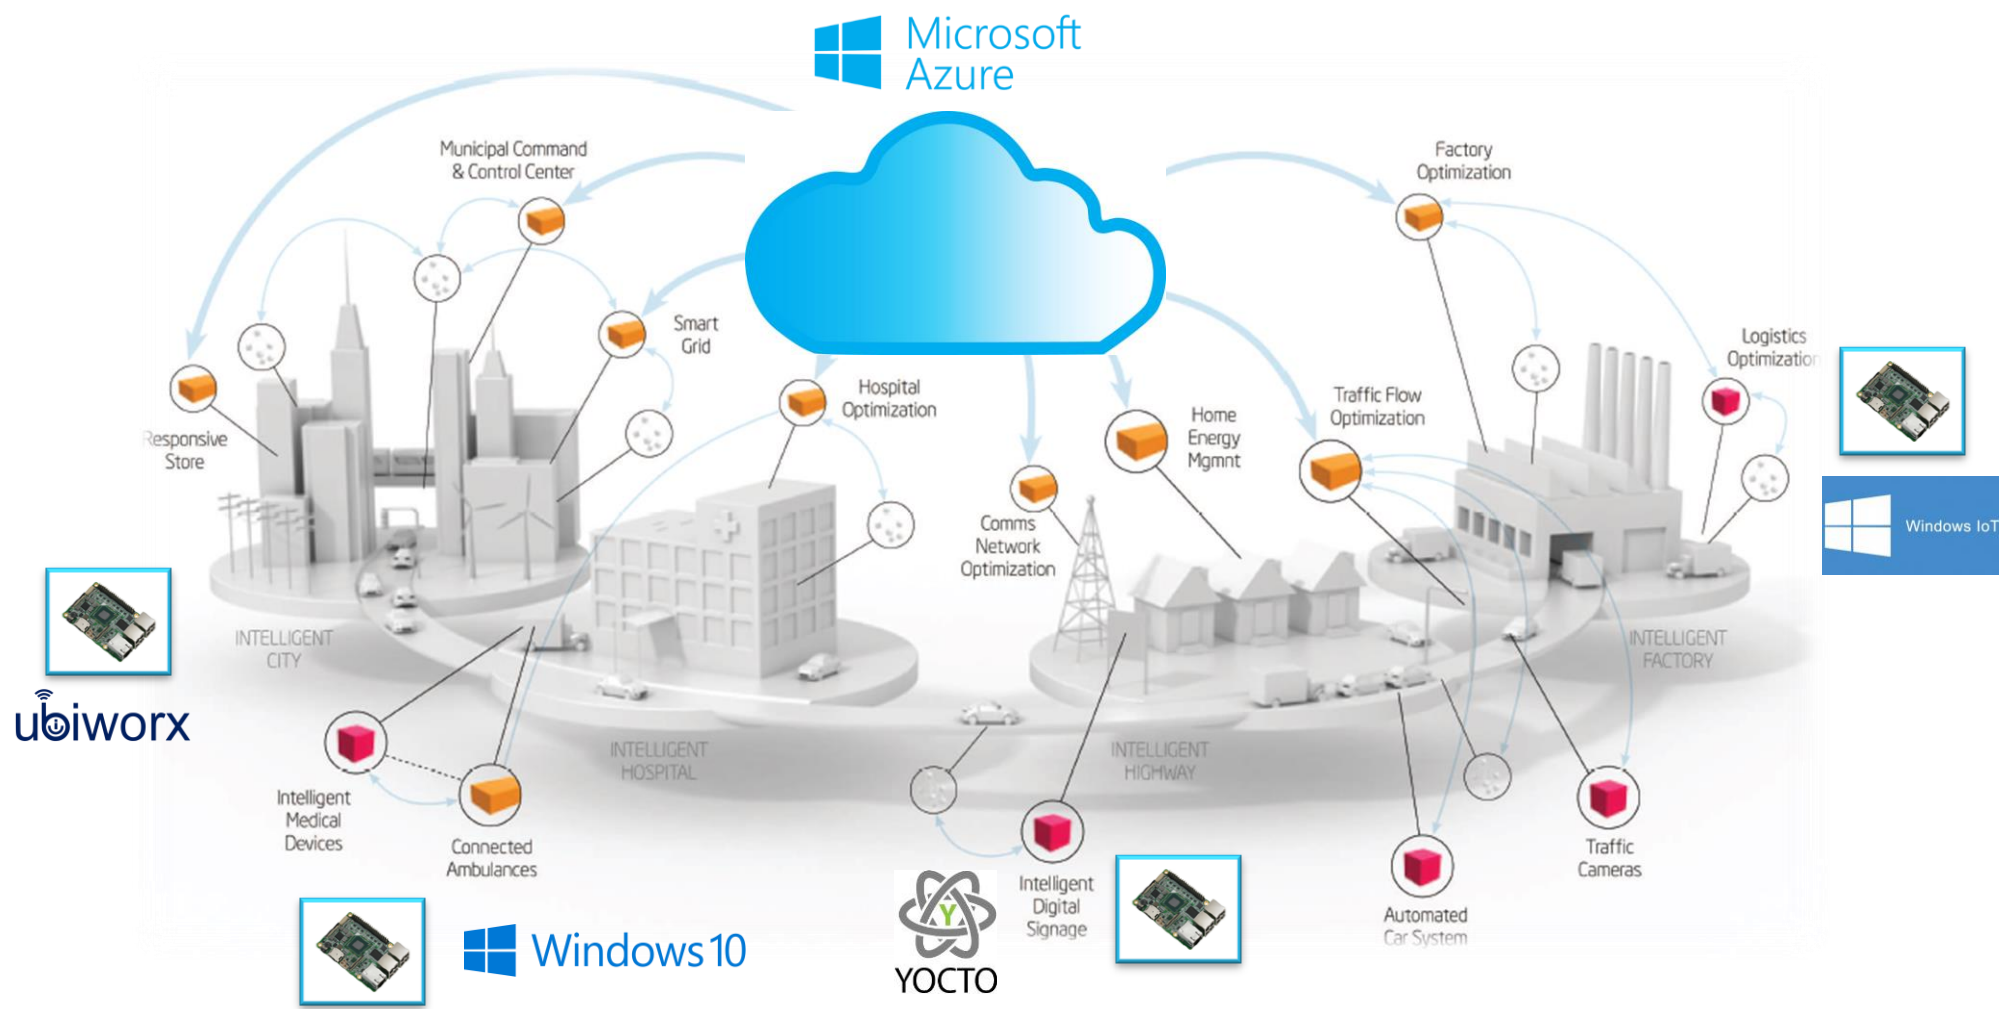 Microsoft
Azure
Municipal Command
& Control Center
Factory
Optimization
Smart
Grid
Logistics
Optimization
Hospital
Optimization
Traffic Flow
Optimization
Home
Energy
Mgmnt
Responsive
Store
Comms
Network
Optimization
Windows IoT
INTELLIGENT
CITY
INTELLIGENT
FACTORY
ubiworx
INTELLIGENT
HOSPITAL
INTELLIGENT
HIGHWAY
Intelligent
Medical
Devices
Connected
Ambulances
Traffic
Cameras
Intelligent
Digital
Signage
Automated
Car System
Windows 10
Y
YOCTO